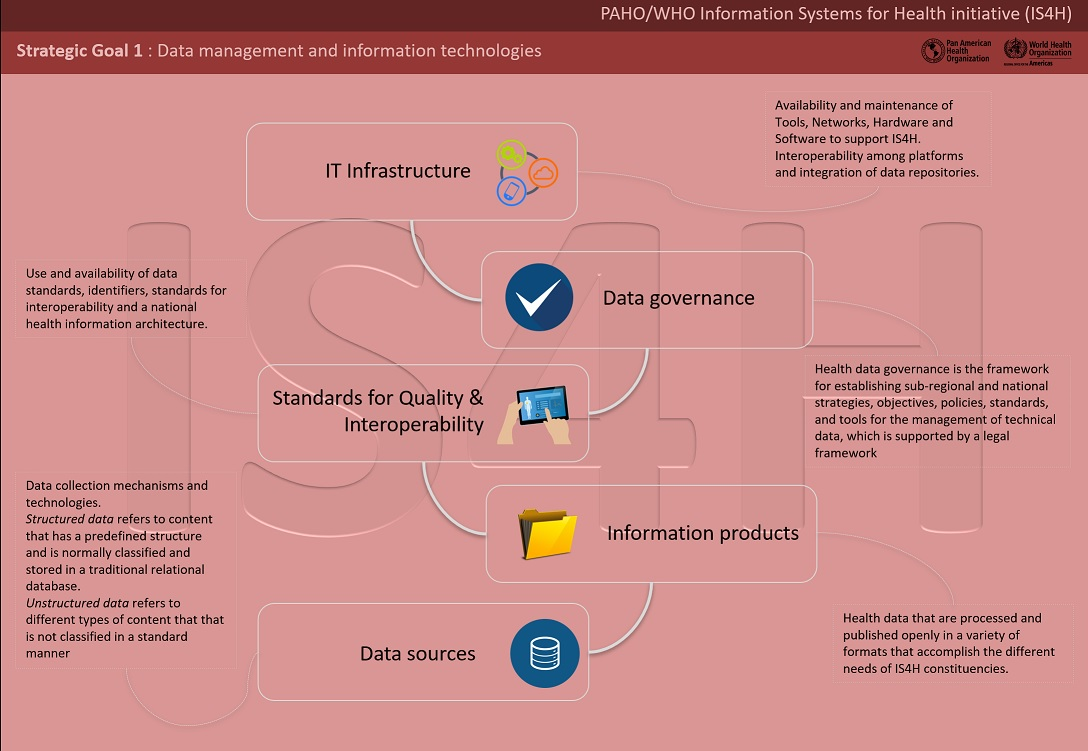 PAHO/WHO Information Systems for Health initiative (IS4H)
Strategic Goal 1 : Data management and information technologies
Pan American
Health
Organization
World Health
Organization
Americas
Availability and maintenance of
Tools, Networks, Hardware and
Software to support IS4H.
Interoperability among platforms
and integration of data repositories.
IT Infrastructure
Use and availability of data
standards, identifiers, standards for
interoperability and a national
health information architecture.
Data governance
Health data governance is the framework
for establishing sub-regional and national
strategies, objectives, policies, standards,
and tools for the management of technical
data, which is supported by a legal
framework
Standards for Quality &
Interoperability
Data collection mechanisms and
technologies.
Structured data refers to content
that has a predefined structure
and is normally classified and
stored in a traditional relational
database.
Unstructured data refers to
different types of content that that
is not classified in a standard
manner
Information products
Health data that are processed and
published openly in a variety of
formats that accomplish the different
needs of IS4H constituencies.
Data sources
IS4H